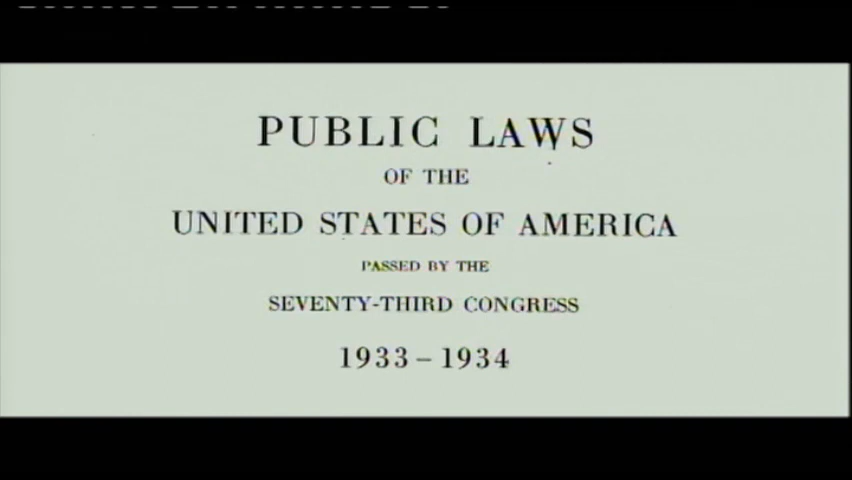 PUBLIC LAWS
OF THE
UNITED STATES OF AMERICA
PASSED BY THE
SEVENTY-THIRD CONGRESS
1933–1934